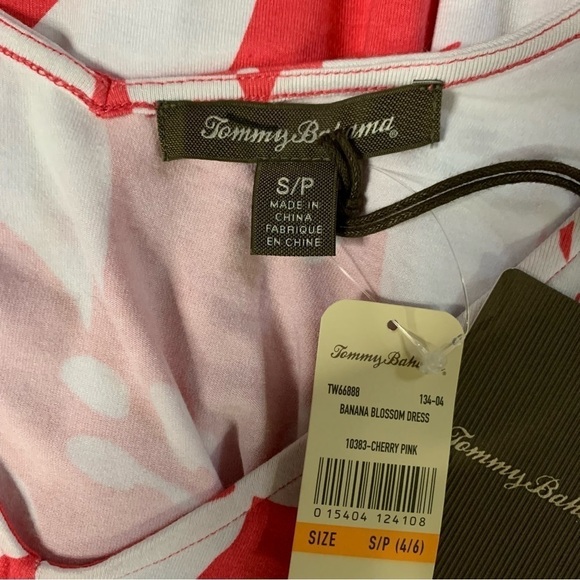 Tommy Bahama®
S/P
MADE IN
CHINA
FABRIQUE
EN CHINE
Tommy Bahama
TW66888 134-04
BANANA BLOSSOM DRESS
10383-CHERRY PINK
0 15404 124108
SIZE S/P (4/6)
Tommy Baha